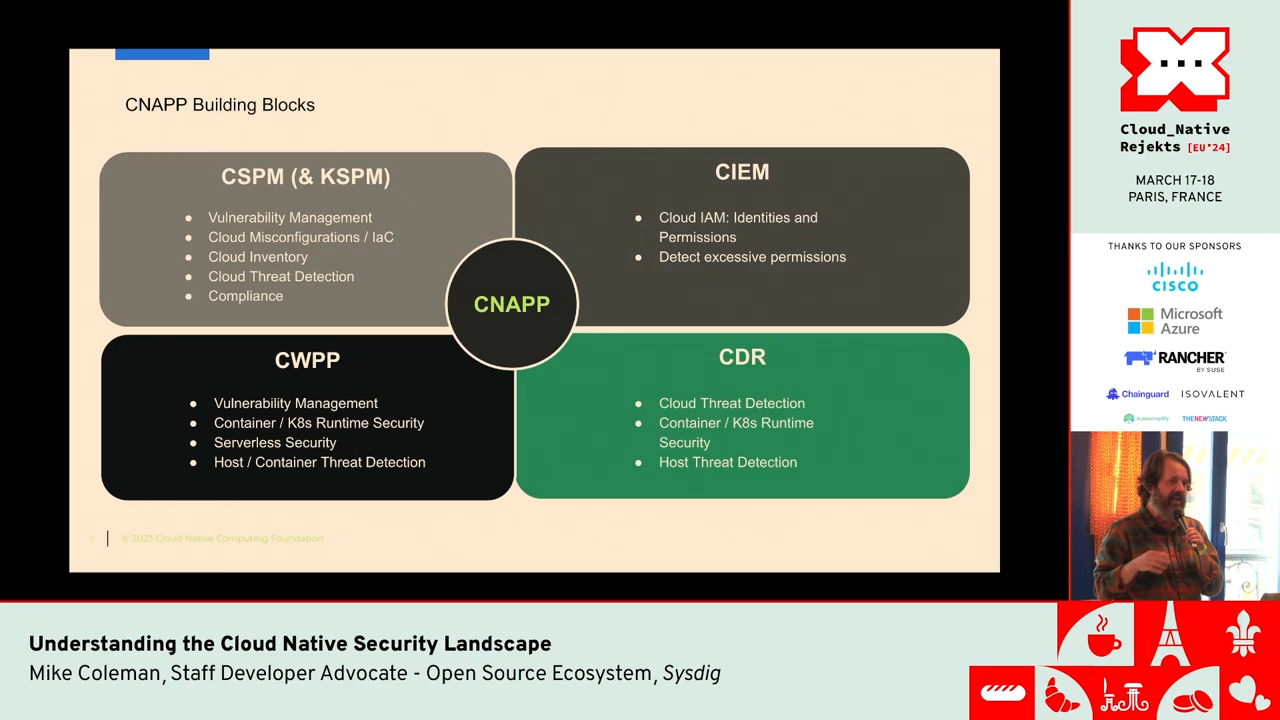 CNAPP Building Blocks
CSPM (& KSPM)
● Vulnerability Management
● Cloud Misconfigurations / IaC
● Cloud Inventory
● Cloud Threat Detection
● Compliance
CIEM
● Cloud IAM: Identities and
Permissions
● Detect excessive permissions
CNAPP
CWPP
● Vulnerability Management
● Container / K8s Runtime Security
● Serverless Security
● Host / Container Threat Detection
CDR
● Cloud Threat Detection
● Container / K8s Runtime
Security
● Host Threat Detection
7 | © 2023 Cloud Native Computing Foundation
Cloud_Native
Rejekts [EU*24]
MARCH 17-18
PARIS, FRANCE
THANKS TO OUR SPONSORS
CISCO
Microsoft
Azure
RANCHER
BY SUSE
Chainguard ISOVALENT
kubesimplify THENEWSTACK
Understanding the Cloud Native Security Landscape
Mike Coleman, Staff Developer Advocate - Open Source Ecosystem, Sysdig